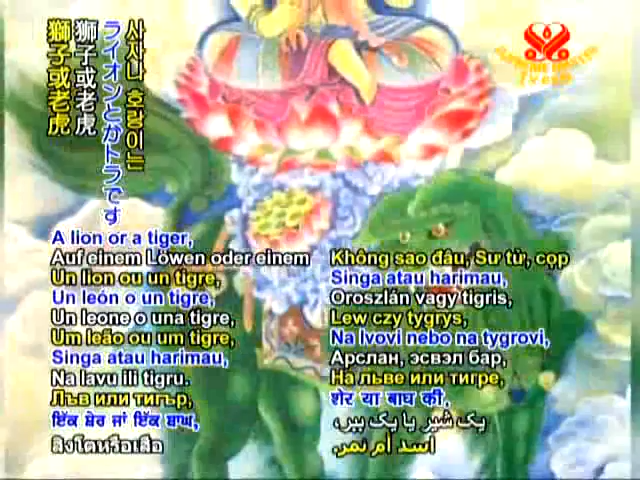 獅子或老虎
狮子或老虎
ライオンとかトラです
사자나 호랑이는
A lion or a tiger,
Auf einem Löwen oder einem
Un lion ou un tigre,
Un león o un tigre,
Un leone o una tigre,
Um leão ou um tigre,
Singa atau harimau,
Na lavu ili tigru.
Лъв или тигър,
ਇੱਕ ਸ਼ੇਰ ਜਾਂ ਇੱਕ ਬਾਘ,
สิงโตหรือเสือ
Không sao đâu, Sư tử, cọp
Singa atau harimau,
Oroszlán vagy tigris,
Lew czy tygrys,
Na lvovi nebo na tygrovi,
Арслан, эсвэл бар,
На льве или тигре,
शेर या बाघ की,
یک شیر یا یک ببر،
اسد أم نمر.